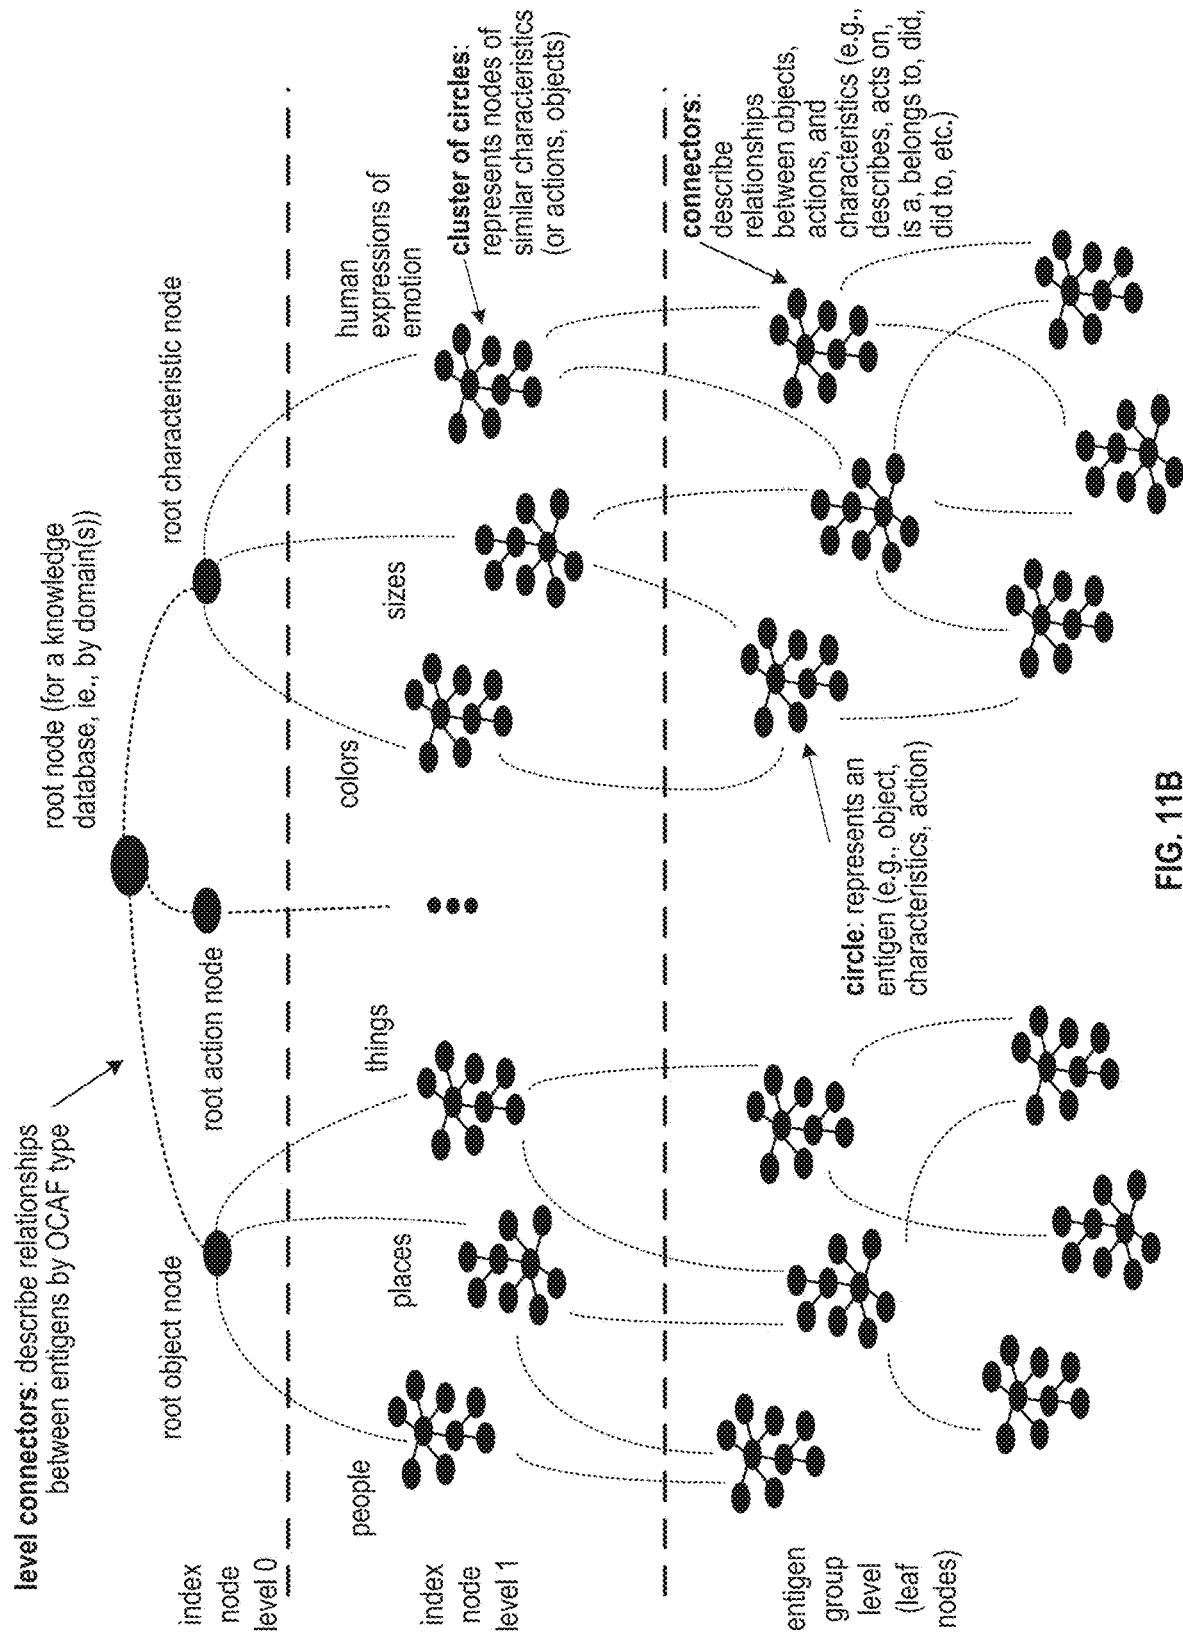 level connectors: describe relationships
between entigens by OCAF type
root node (for a knowledge
database, ie., by domain(s))
root object node
root action node
root characteristic node
index
node
level 0
people
places
things
colors
sizes
human
expressions of
emotion
cluster of circles:
represents nodes of
similar characteristics
(or actions, objects)
index
node
level 1
connectors:
describe
relationships
between objects,
actions, and
characteristics (e.g.,
describes, acts on,
is a, belongs to, did,
did to, etc.)
circle: represents an
entigen (e.g., object,
characteristics, action)
entigen
group
level
(leaf
nodes)
FIG. 11B